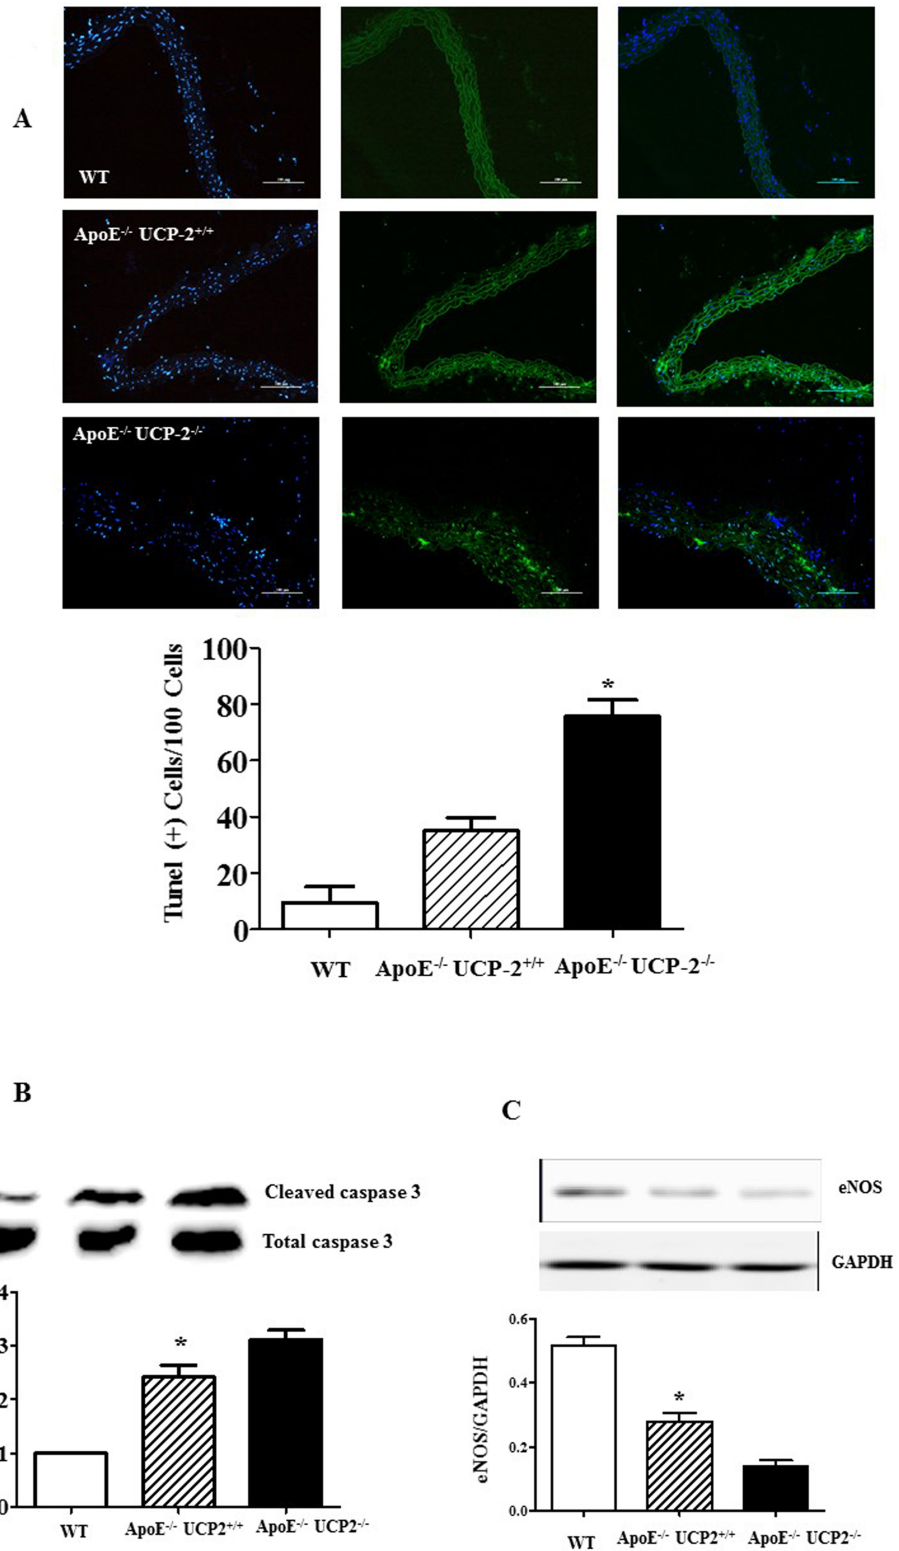 A
WT
ApoE-/- UCP-2+/+
ApoE-/- UCP-2-/-
Tunel (+) Cells/100 Cells
100
80
60
40
20
0
*
WT
ApoE-/- UCP-2+/+
ApoE-/- UCP-2-/-
B
Cleaved caspase 3
Total caspase 3
4
3
2
1
0
*
WT
ApoE-/- UCP2+/+
ApoE-/- UCP2-/-
C
eNOS
GAPDH
eNOS/GAPDH
0.6
0.4
0.2
0.0
*
WT
ApoE-/- UCP2+/+
ApoE-/- UCP2-/-